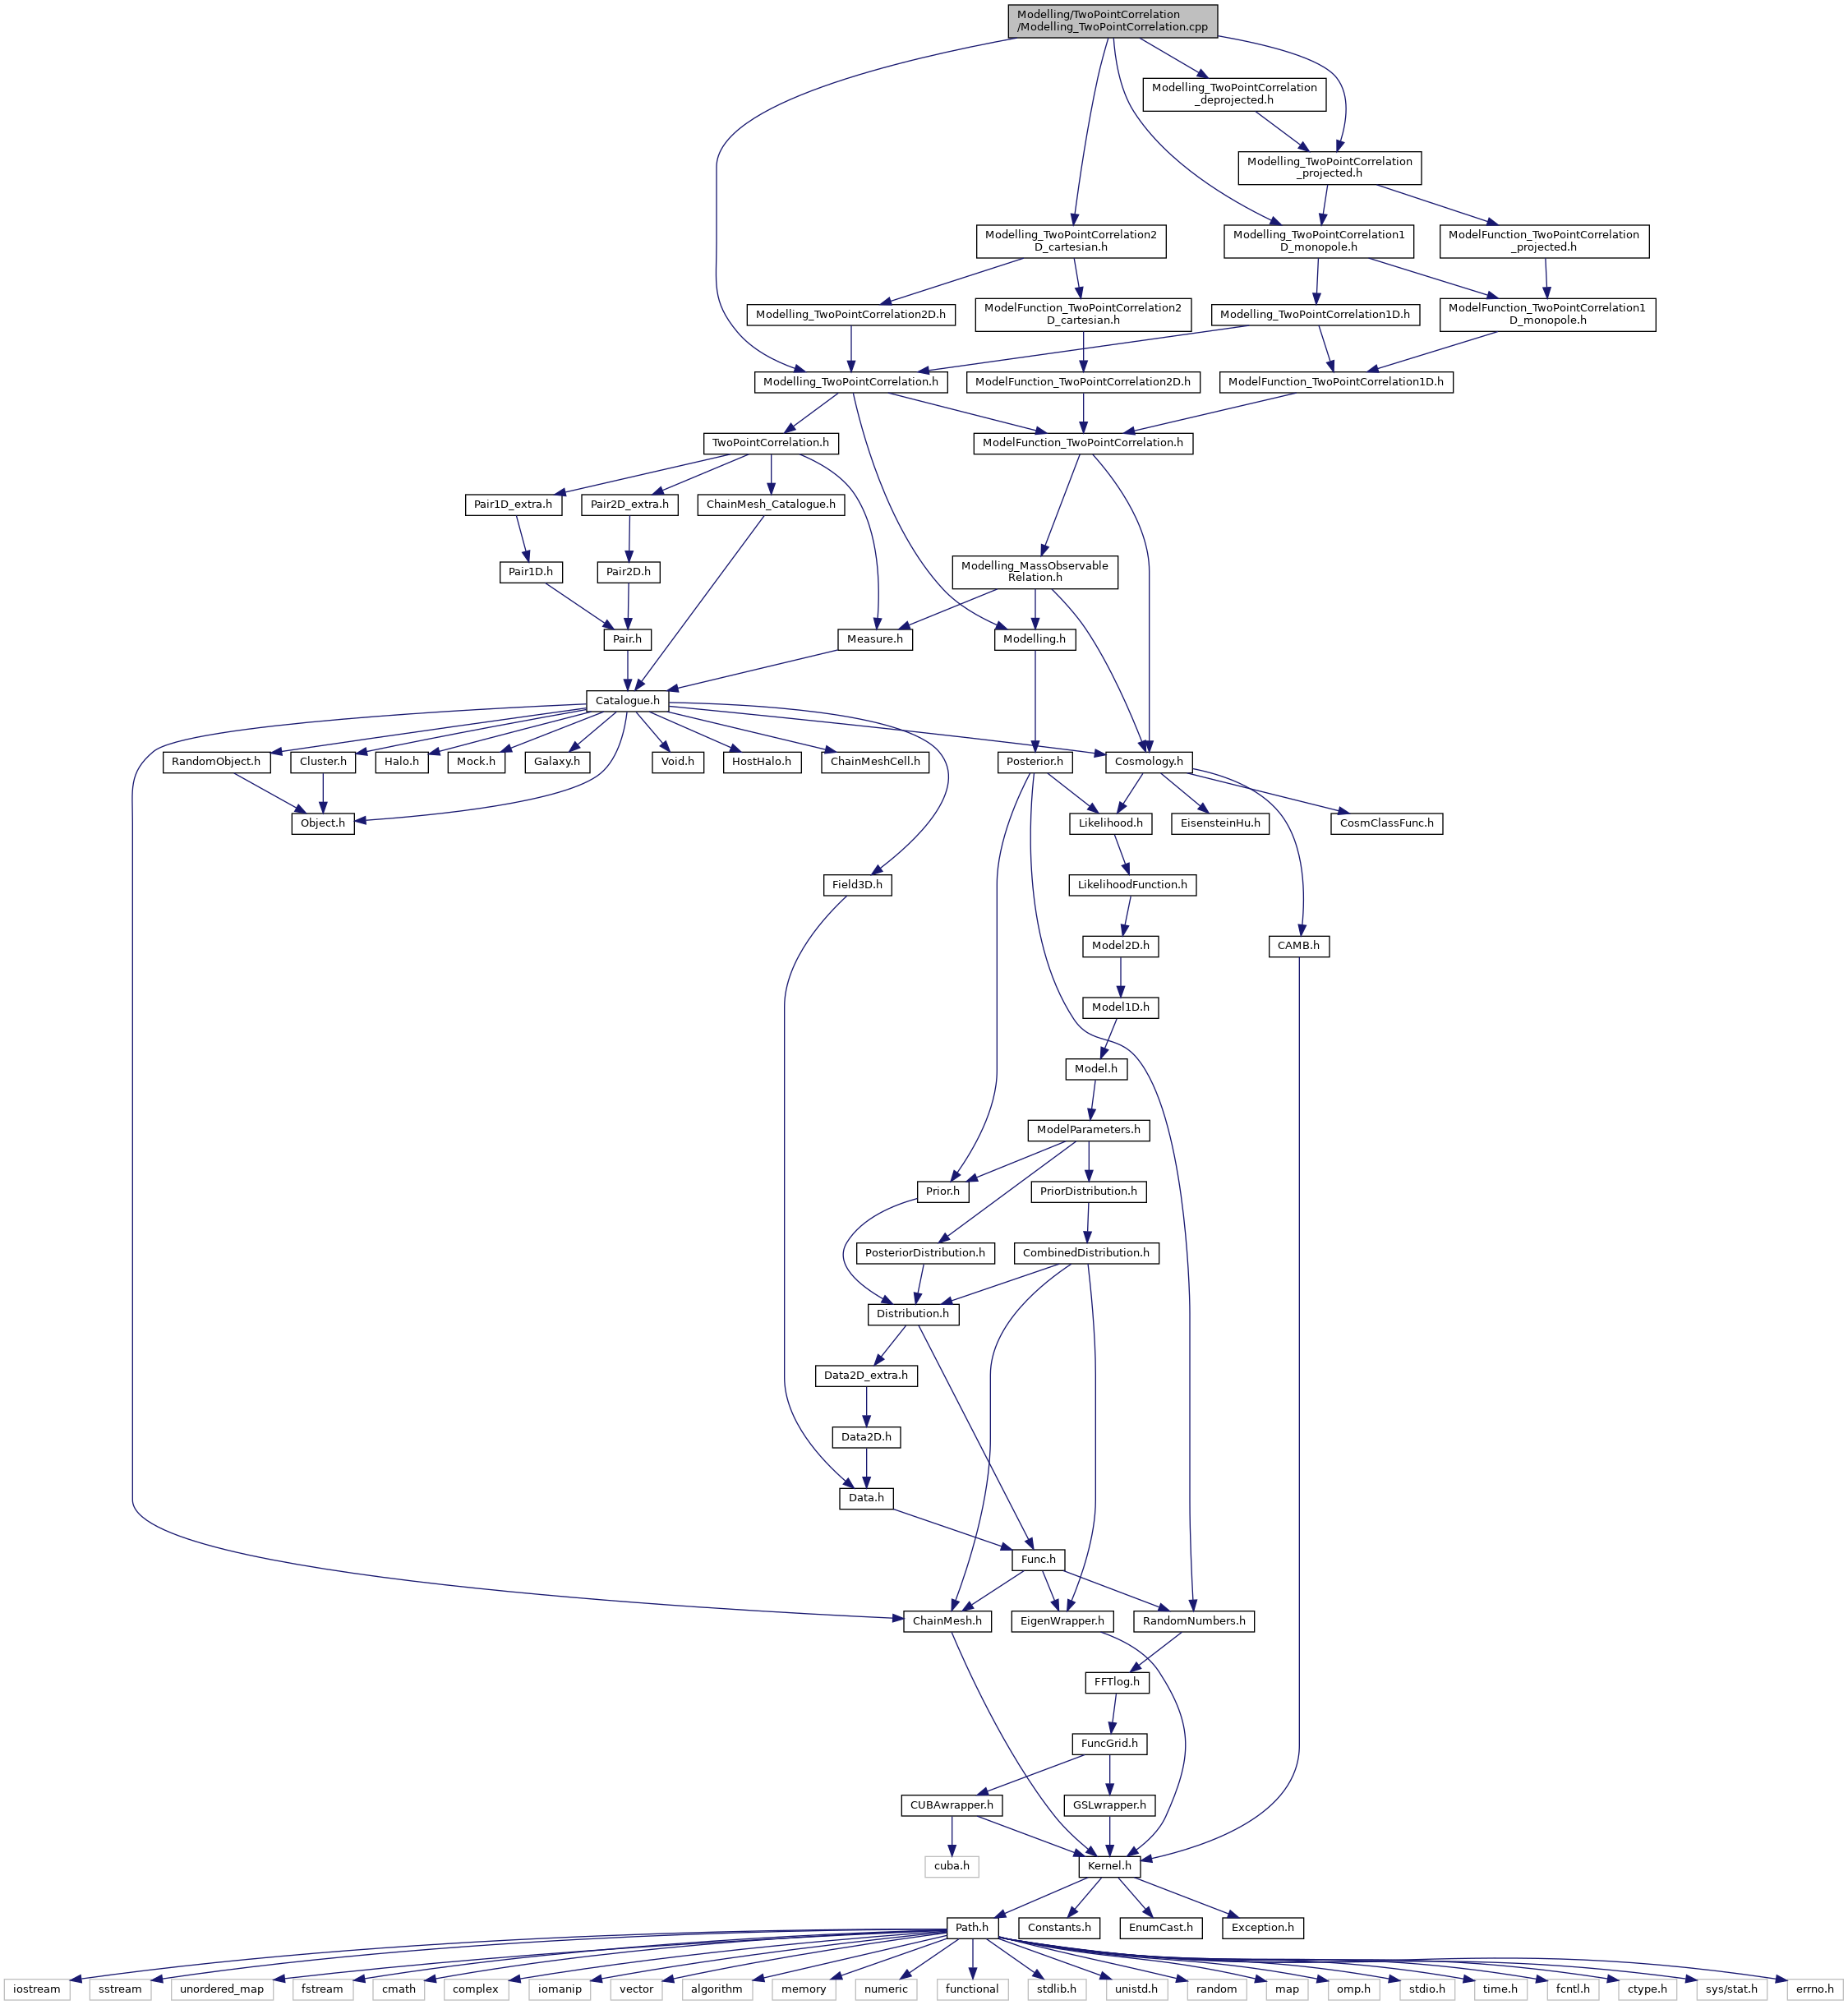 Modelling/TwoPointCorrelation
/Modelling_TwoPointCorrelation.cpp
Modelling_TwoPointCorrelation
_deprojected.h
Modelling_TwoPointCorrelation
_projected.h
Modelling_TwoPointCorrelation2
D_cartesian.h
Modelling_TwoPointCorrelation1
D_monopole.h
ModelFunction_TwoPointCorrelation
_projected.h
Modelling_TwoPointCorrelation2D.h
ModelFunction_TwoPointCorrelation2
D_cartesian.h
Modelling_TwoPointCorrelation1D.h
ModelFunction_TwoPointCorrelation1
D_monopole.h
Modelling_TwoPointCorrelation.h
ModelFunction_TwoPointCorrelation2D.h
ModelFunction_TwoPointCorrelation1D.h
TwoPointCorrelation.h
ModelFunction_TwoPointCorrelation.h
Pair1D_extra.h
Pair2D_extra.h
ChainMesh_Catalogue.h
Pair1D.h
Pair2D.h
Modelling_MassObservable
Relation.h
Pair.h
Measure.h
Modelling.h
Catalogue.h
RandomObject.h
Cluster.h
Halo.h
Mock.h
Galaxy.h
Void.h
HostHalo.h
ChainMeshCell.h
Posterior.h
Cosmology.h
Object.h
Likelihood.h
EisensteinHu.h
CosmClassFunc.h
Field3D.h
LikelihoodFunction.h
Model2D.h
CAMB.h
Model1D.h
Model.h
ModelParameters.h
Prior.h
PriorDistribution.h
PosteriorDistribution.h
CombinedDistribution.h
Distribution.h
Data2D_extra.h
Data2D.h
Data.h
Func.h
ChainMesh.h
EigenWrapper.h
RandomNumbers.h
FFTlog.h
FuncGrid.h
CUBAwrapper.h
GSLwrapper.h
cuba.h
Kernel.h
Path.h
Constants.h
EnumCast.h
Exception.h
iostream
sstream
unordered_map
fstream
cmath
complex
iomanip
vector
algorithm
memory
numeric
functional
stdlib.h
unistd.h
random
map
omp.h
stdio.h
time.h
fcntl.h
ctype.h
sys/stat.h
errno.h